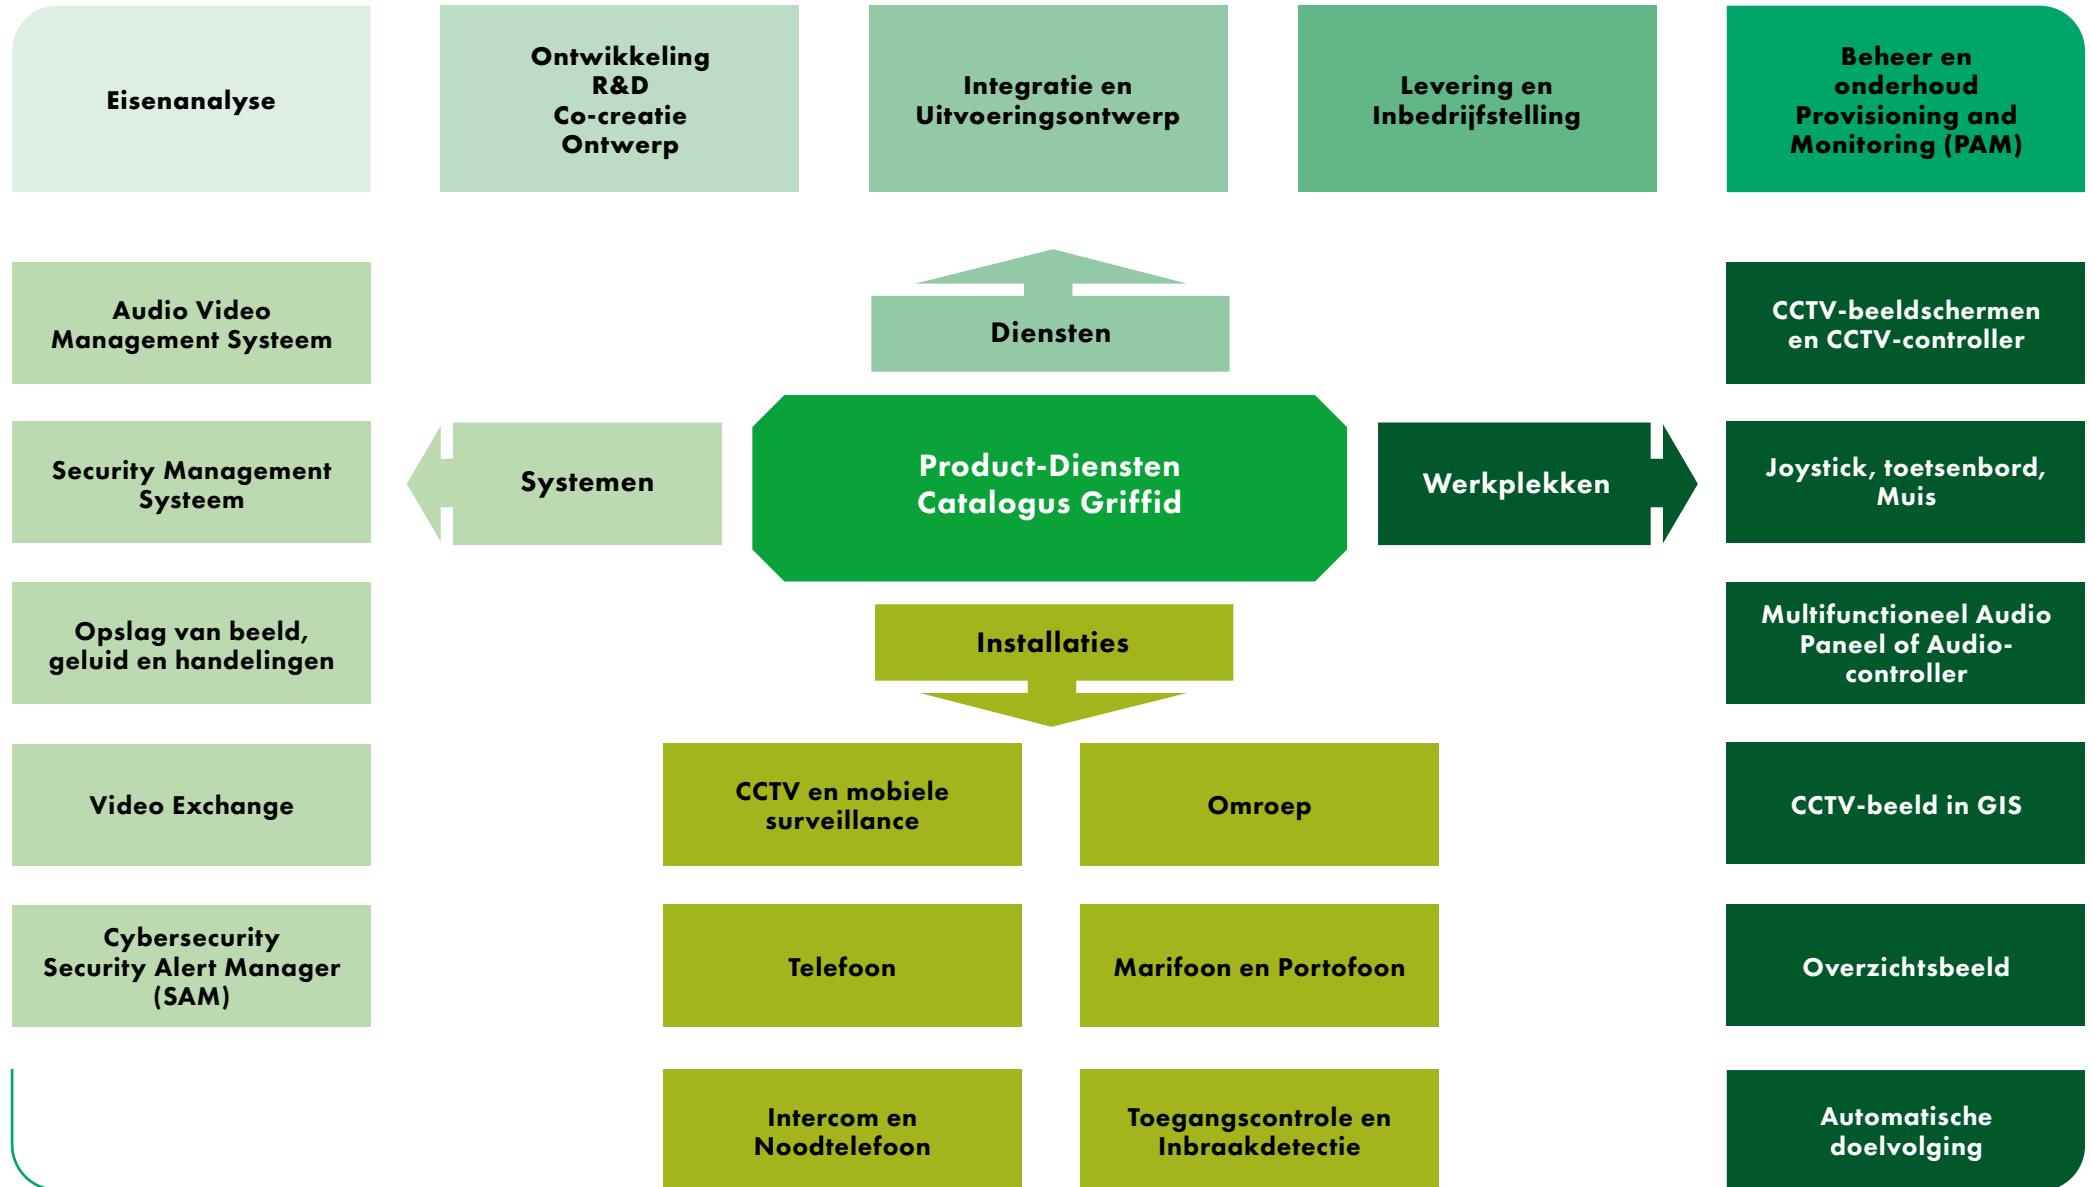 Eisenanalyse
Ontwikkeling
R&D
Co-creatie
Ontwerp
Integratie en
Uitvoeringsontwerp
Levering en
Inbedrijfstelling
Beheer en
onderhoud
Provisioning and
Monitoring (PAM)
Diensten
Product-Diensten
Catalogus Griffid
Systemen
Audio Video
Management Systeem
Security Management
Systeem
Opslag van beeld,
geluid en handelingen
Video Exchange
Cybersecurity
Security Alert Manager
(SAM)
Werkplekken
CCTV-beeldschermen
en CCTV-controller
Joystick, toetsenbord,
Muis
Multifunctioneel Audio
Paneel of Audio-
controller
CCTV-beeld in GIS
Overzichtsbeeld
Automatische
doelvolging
Installaties
CCTV en mobiele
surveillance
Omroep
Telefoon
Marifoon en Portofoon
Intercom en
Noodtelefoon
Toegangscontrole en
Inbraakdetectie